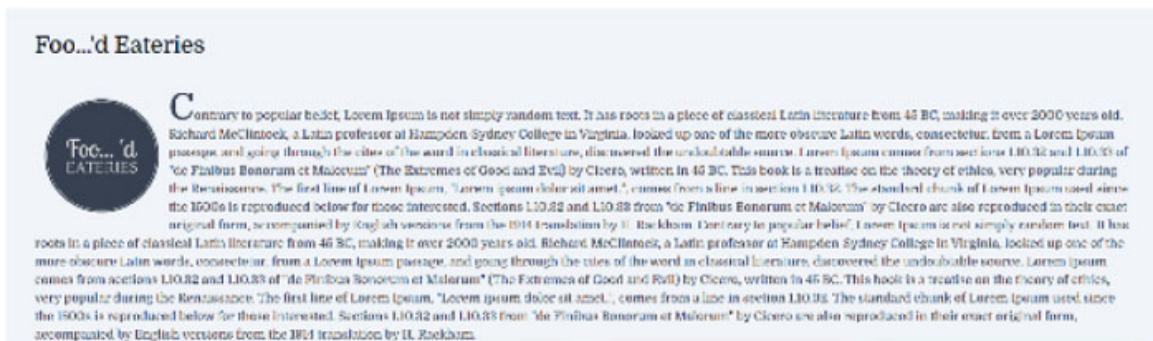 Foo...'d Eateries
Foo... 'd
EATERIES
Contrary to popular belief, Lorem Ipsum is not simply random text. It has roots in a piece of classical Latin literature from 45 BC, making it over 2000 years old.
Richard McClintock, a Latin professor at Hampden-Sydney College in Virginia, looked up one of the more obscure Latin words, consectetur, from a Lorem Ipsum
passage, and going through the cites of the word in classical literature, discovered the undoubtable source. Lorem Ipsum comes from sections 1.10.32 and 1.10.33 of
"de Finibus Bonorum et Malorum" (The Extremes of Good and Evil) by Cicero, written in 45 BC. This book is a treatise on the theory of ethics, very popular during
the Renaissance. The first line of Lorem Ipsum, "Lorem ipsum dolor sit amet..", comes from a line in section 1.10.32. The standard chunk of Lorem Ipsum used since
the 1500s is reproduced below for those interested. Sections 1.10.32 and 1.10.33 from "de Finibus Bonorum et Malorum" by Cicero are also reproduced in their exact
original form, accompanied by English versions from the 1914 translation by H. Rackham. Contrary to popular belief, Lorem Ipsum is not simply random text. It has
roots in a piece of classical Latin literature from 45 BC, making it over 2000 years old. Richard McClintock, a Latin professor at Hampden-Sydney College in Virginia, looked up one of the
more obscure Latin words, consectetur, from a Lorem Ipsum passage, and going through the cites of the word in classical literature, discovered the undoubtable source. Lorem Ipsum
comes from sections 1.10.32 and 1.10.33 of "de Finibus Bonorum et Malorum" (The Extremes of Good and Evil) by Cicero, written in 45 BC. This book is a treatise on the theory of ethics,
very popular during the Renaissance. The first line of Lorem Ipsum, "Lorem ipsum dolor sit amet..", comes from a line in section 1.10.32. The standard chunk of Lorem Ipsum used since
the 1500s is reproduced below for those interested. Sections 1.10.32 and 1.10.33 from "de Finibus Bonorum et Malorum" by Cicero are also reproduced in their exact original form,
accompanied by English versions from the 1914 translation by H. Rackham.